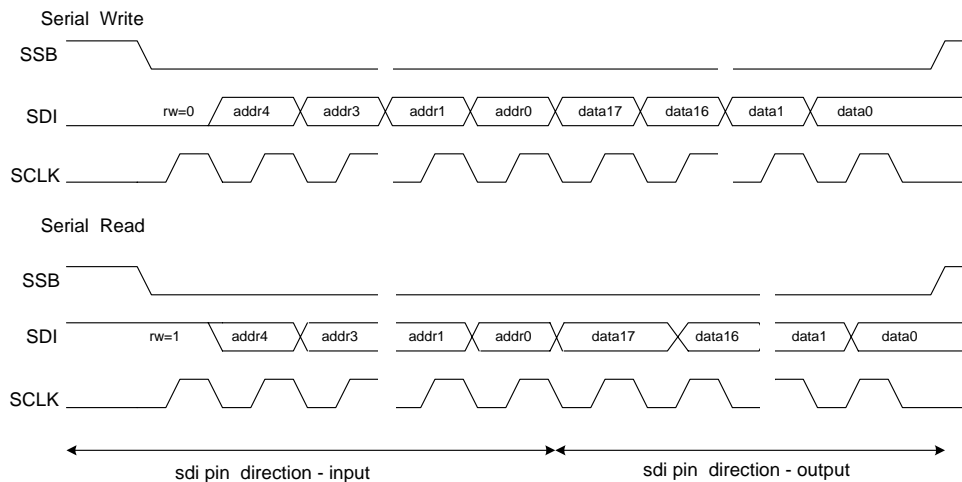 Serial Write
SSB
SDI rw=0 addr4 addr3 addr1 addr0 data17 data16 data1 data0
SCLK
Serial Read
SSB
SDI rw=1 addr4 addr3 addr1 addr0 data17 data16 data1 data0
SCLK
sdi pin direction - input sdi pin direction - output